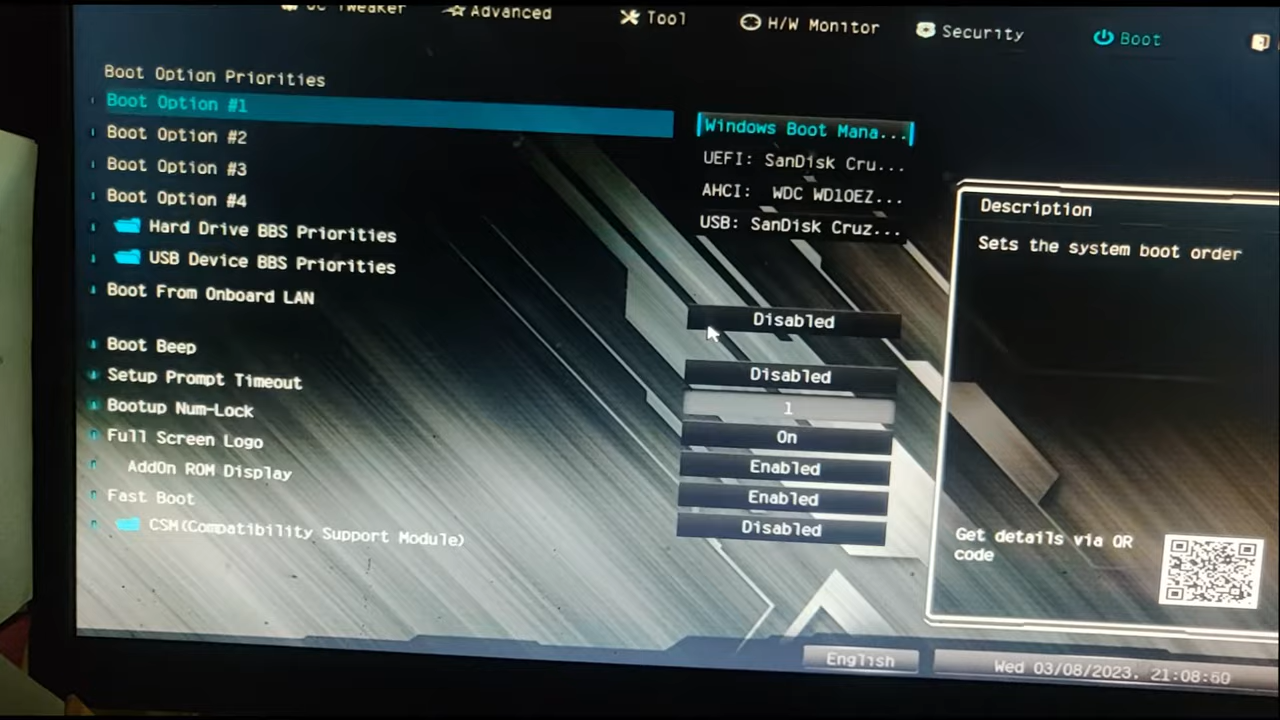 OC Tweaker
Advanced
Tool
H/W Monitor
Security
Boot
Boot Option Priorities
Boot Option #1
Windows Boot Mana...
Boot Option #2
UEFI: SanDisk Cru...
Boot Option #3
AHCI: WDC WD10EZ...
Boot Option #4
USB: SanDisk Cruz...
Hard Drive BBS Priorities
USB Device BBS Priorities
Boot From Onboard LAN
Disabled
Boot Beep
Disabled
Setup Prompt Timeout
1
Bootup Num-Lock
On
Full Screen Logo
Enabled
AddOn ROM Display
Enabled
Fast Boot
Disabled
CSM(Compatibility Support Module)
Description
Sets the system boot order
Get details via QR
code
English
Wed 03/08/2023, 21:08: